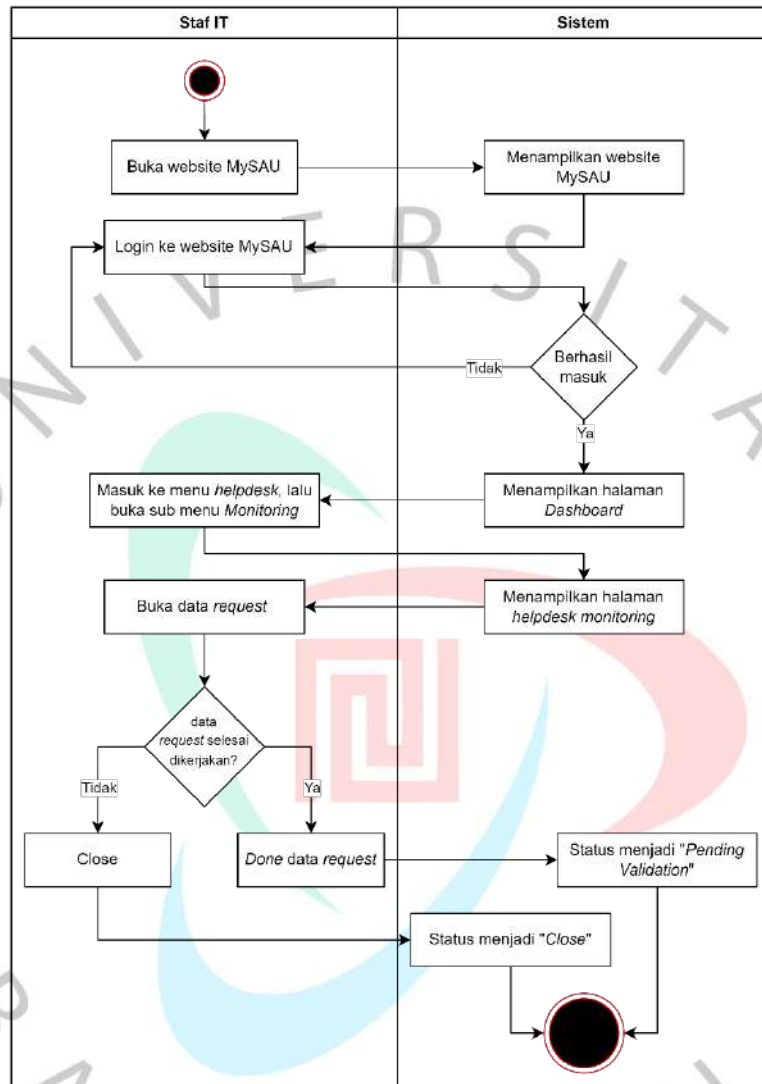 Staf IT
Sistem
Buka website MySAU
Menampilkan website
MySAU
Login ke website MySAU
Berhasil
masuk
Tidak
Ya
Masuk ke menu helpdesk, lalu
buka sub menu Monitoring
Menampilkan halaman
Dashboard
Buka data request
Menampilkan halaman
helpdesk monitoring
data
request selesai
dikerjakan?
Tidak
Ya
Close
Done data request
Status menjadi "Pending
Validation"
Status menjadi "Close"